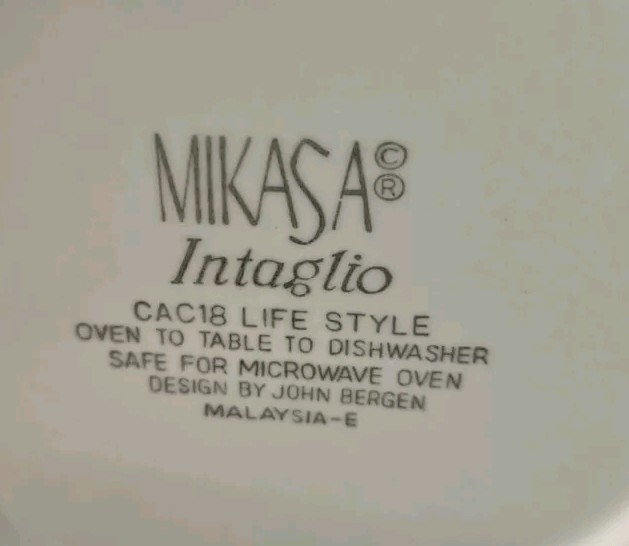 MIKASA©®
Intaglio
CAC18 LIFE STYLE
OVEN TO TABLE TO DISHWASHER
SAFE FOR MICROWAVE OVEN
DESIGN BY JOHN BERGEN
MALAYSIA-E